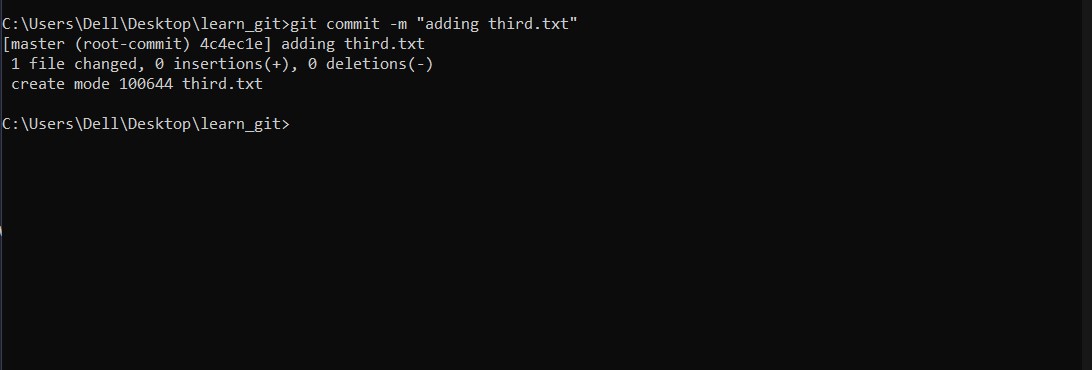 C:\Users\Dell\Desktop\learn_git>git commit -m "adding third.txt"
[master (root-commit) 4c4ec1e] adding third.txt
 1 file changed, 0 insertions(+), 0 deletions(-)
 create mode 100644 third.txt
C:\Users\Dell\Desktop\learn_git>